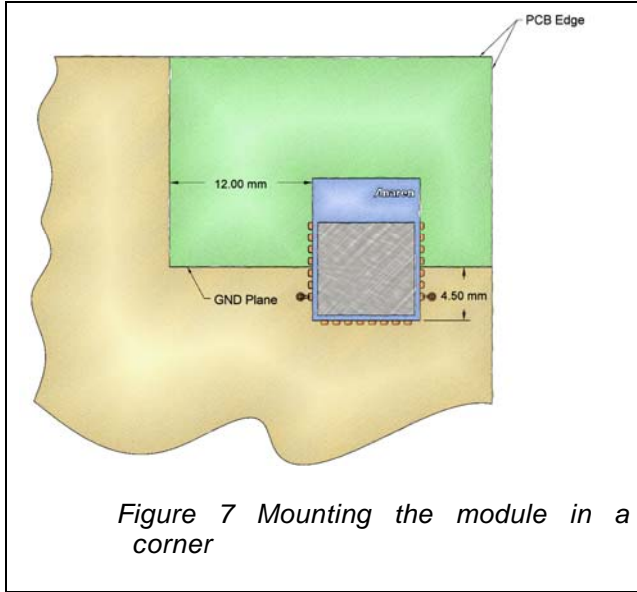 PCB Edge
12.00 mm
Anaren
GND Plane
4.50 mm
Figure 7 Mounting the module in a
corner